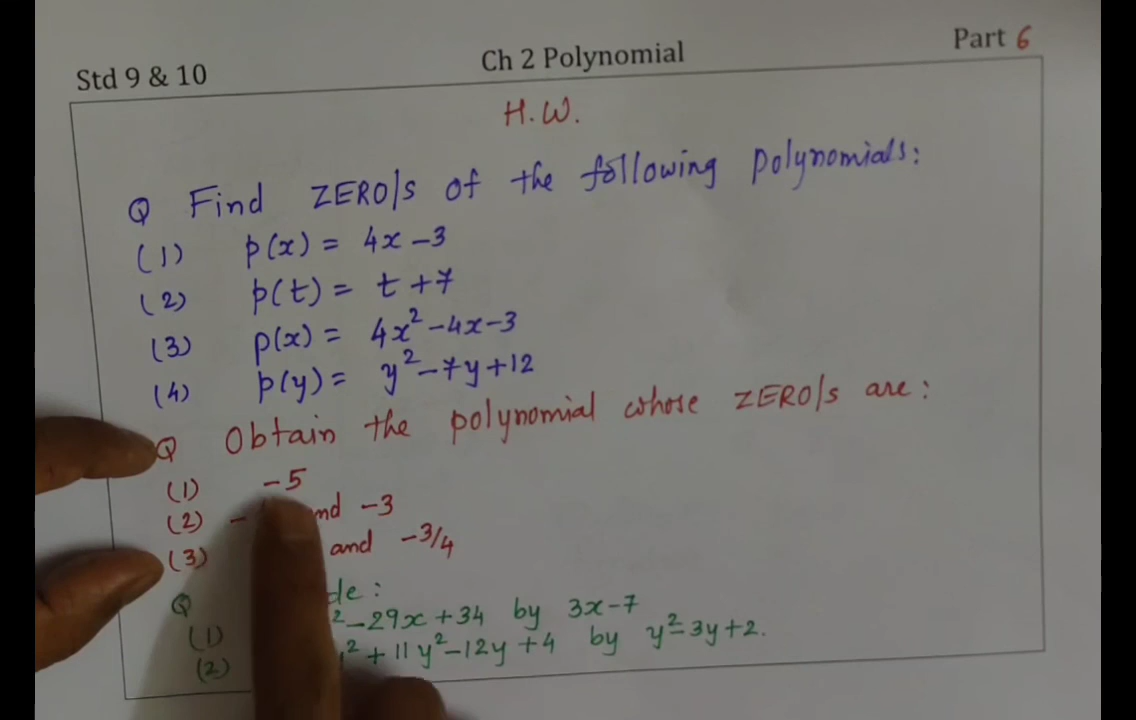 Std 9 & 10 Ch 2 Polynomial Part 6
H.W.
Q Find ZERO/s of the following polynomials:
(1) p(x) = 4x - 3
(2) p(t) = t + 7
(3) p(x) = 4x² - 4x - 3
(4) p(y) = y² - 7y + 12
Q Obtain the polynomial whose ZERO/s are:
(1) -5
(2) - and -3
(3) and -3/4
Q
(1) ² - 29x + 34 by 3x - 7
(2) ² + 11y² - 12y + 4 by y² - 3y + 2.